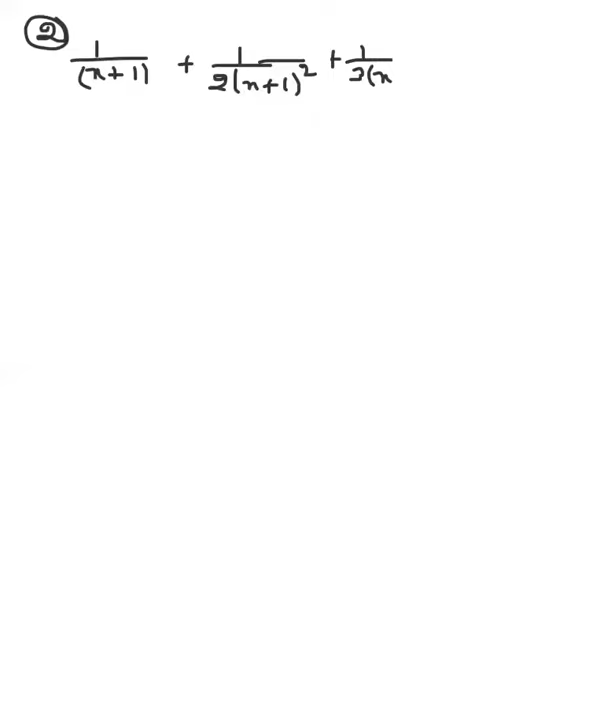 ② 1/(x+1) + 1/2(x+1)² + 1/3(x